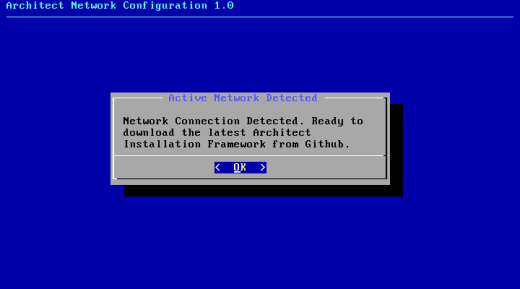 Architect Network Configuration 1.0
Active Network Detected
Network Connection Detected. Ready to
download the latest Architect
Installation Framework from Github.
< OK >